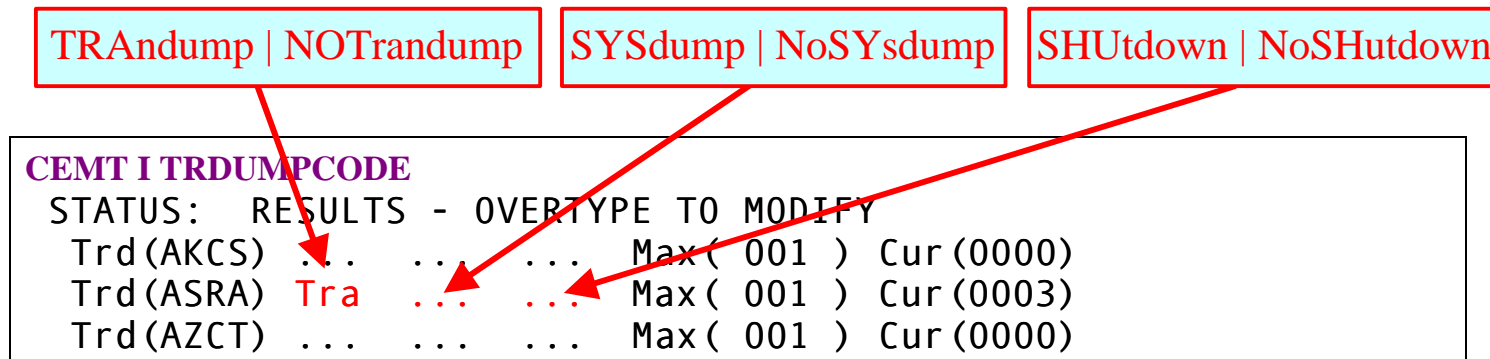 TRAndump | NOTrandump
SYSdump | NoSYsdump
SHUtdown | NoSHutdown
CEMT I TRDUMPCODE
STATUS: RESULTS - OVERTYPE TO MODIFY
Trd(AKCS) ... ... ... Max( 001 ) Cur(0000)
Trd(ASRA) Tra ... ... Max( 001 ) Cur(0003)
Trd(AZCT) ... ... ... Max( 001 ) Cur(0000)